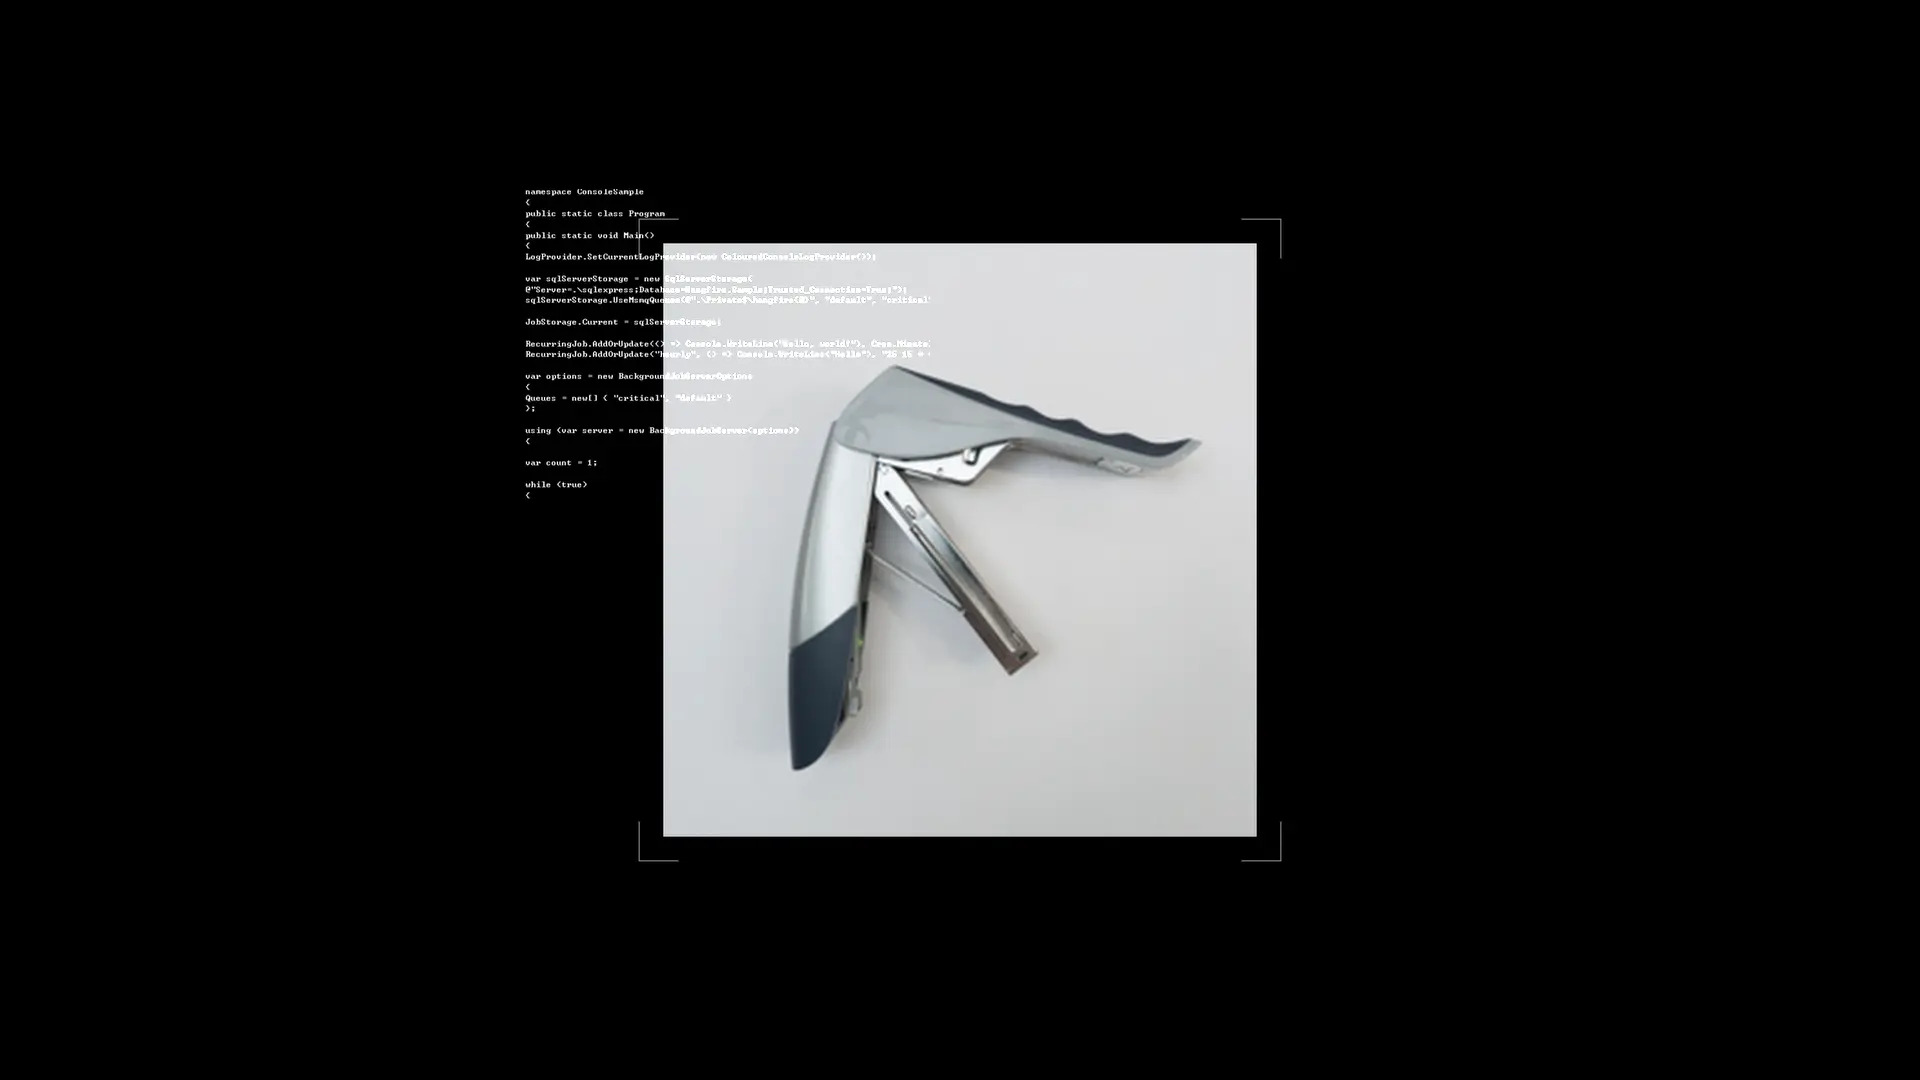 namespace ConsoleSample
{
public static class Program
{
public static void Main()
{
LogProvider.SetCurrentLogProvider(new ColouredConsoleLogProvider());
var sqlServerStorage = new SqlServerStorage(
@"Server=.\sqlexpress;Database=Hangfire.Sample;Trusted_Connection=True;");
sqlServerStorage.UseMsmqQueues(@".\Private$\hangfire{0}", "default", "critical"
JobStorage.Current = sqlServerStorage;
RecurringJob.AddOrUpdate(() => Console.WriteLine("Hello, world!"), Cron.Minute
RecurringJob.AddOrUpdate("hourly", () => Console.WriteLine("Hello"), "25 15 *
var options = new BackgroundJobServerOptions
{
Queues = new[] { "critical", "default" }
};
using (var server = new BackgroundJobServer(options))
{
var count = 1;
while (true)
{